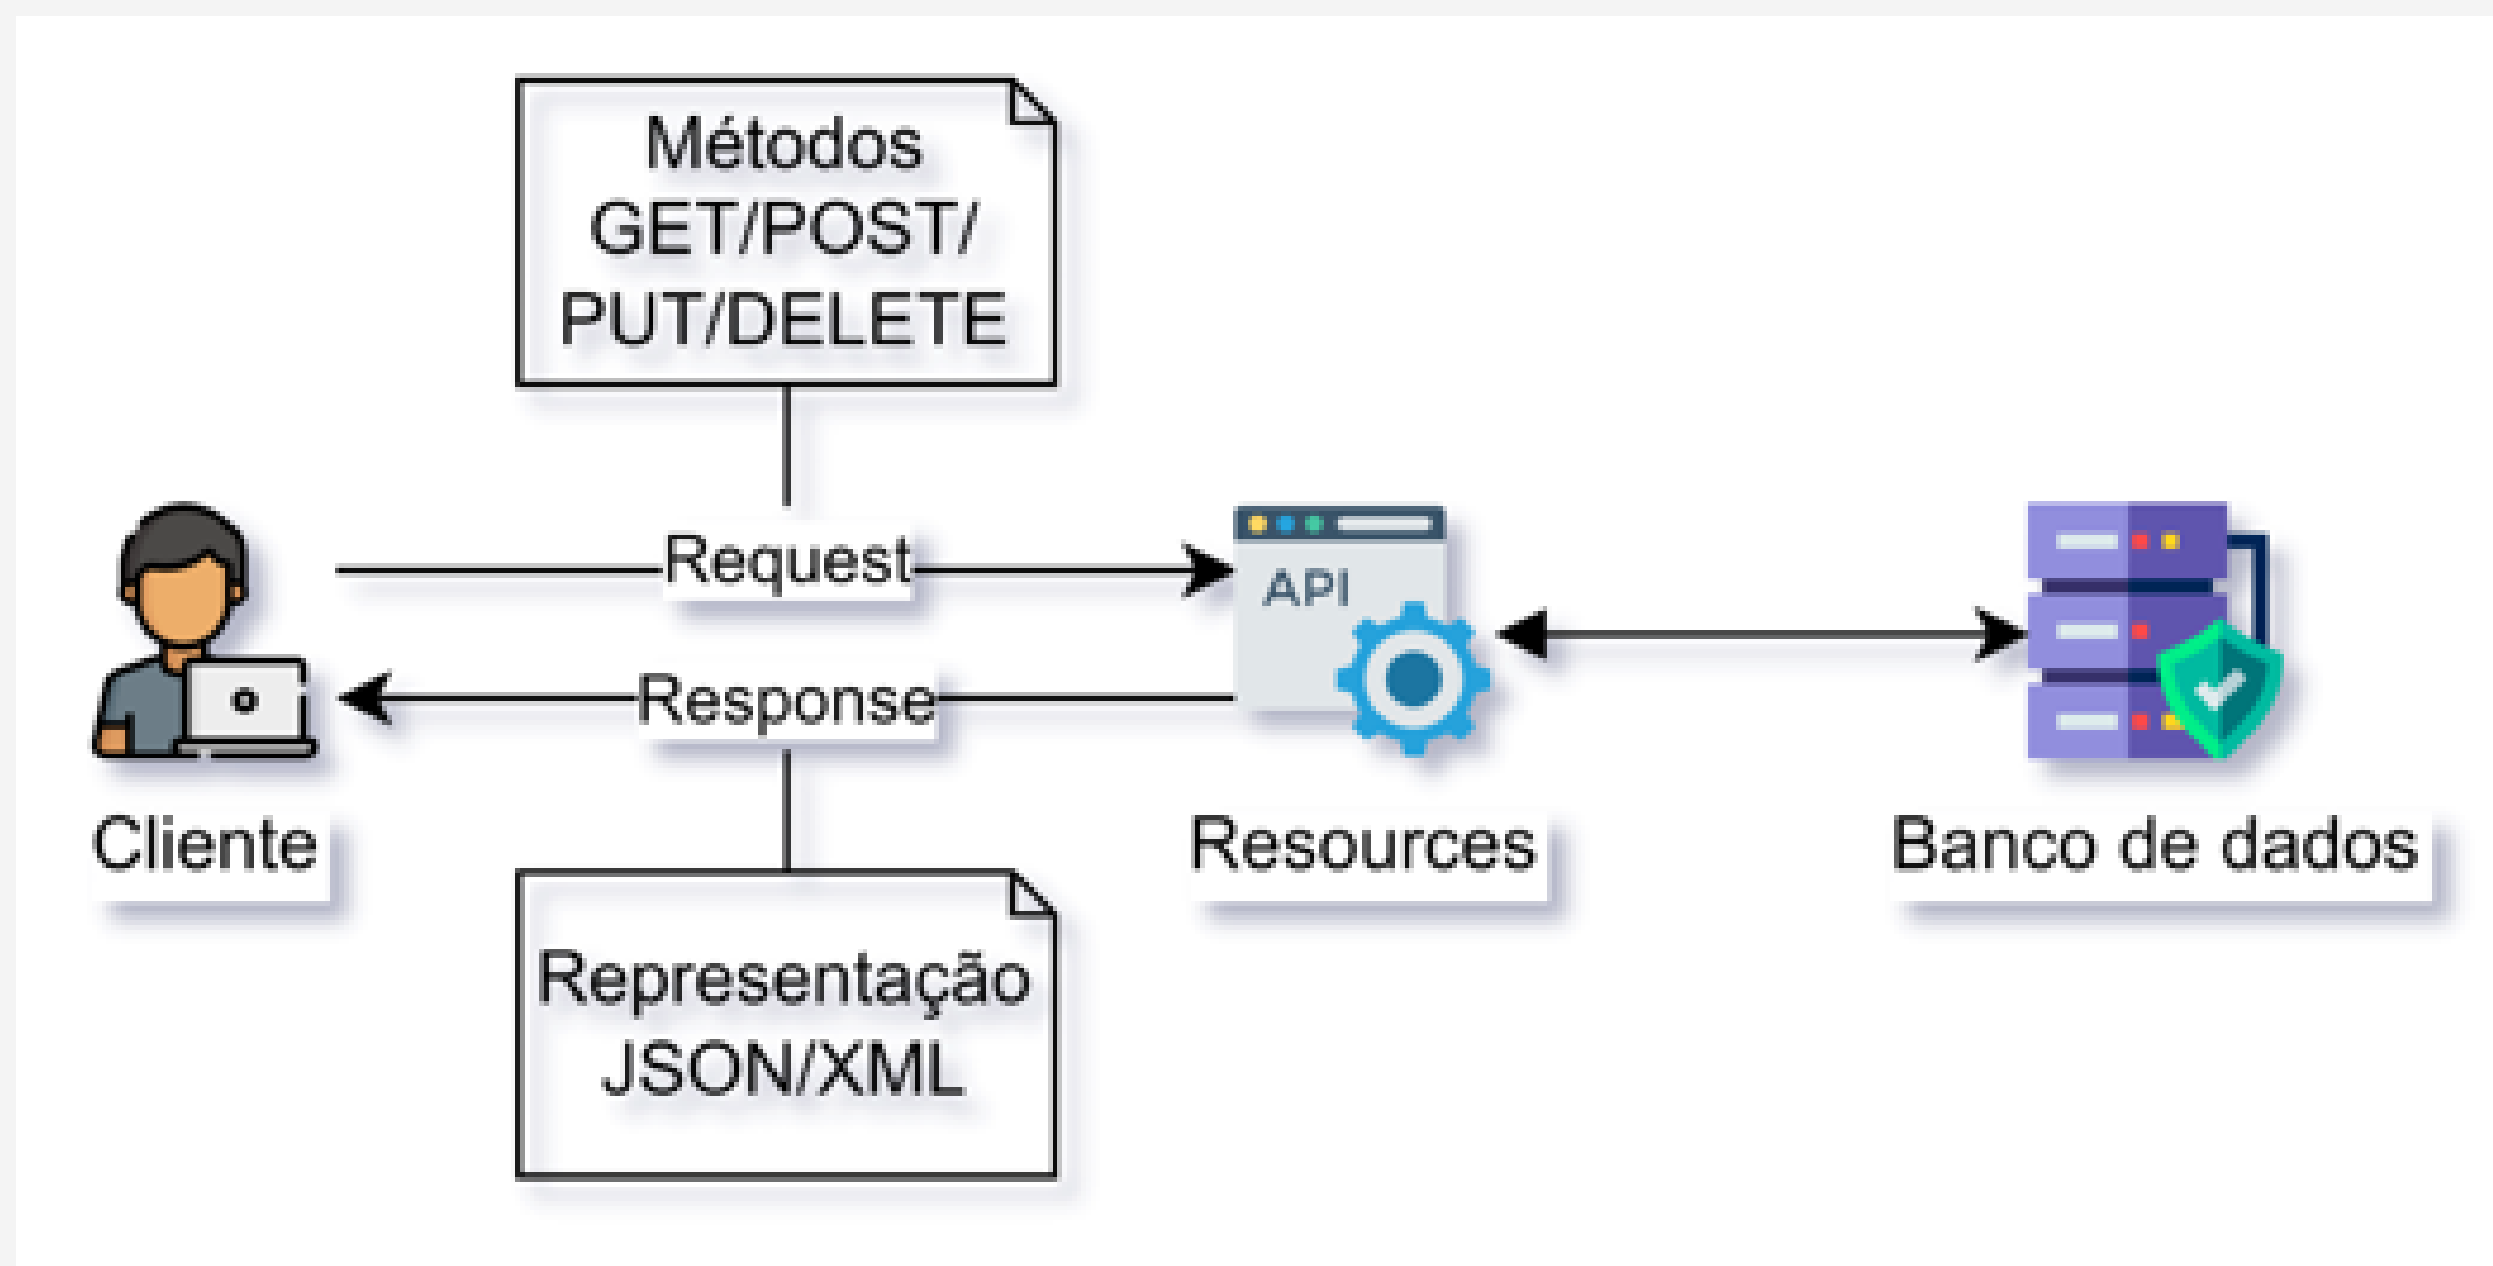 Métodos
GET/POST/
PUT/DELETE
Request
API
Response
Cliente
Resources
Banco de dados
Representação
JSON/XML